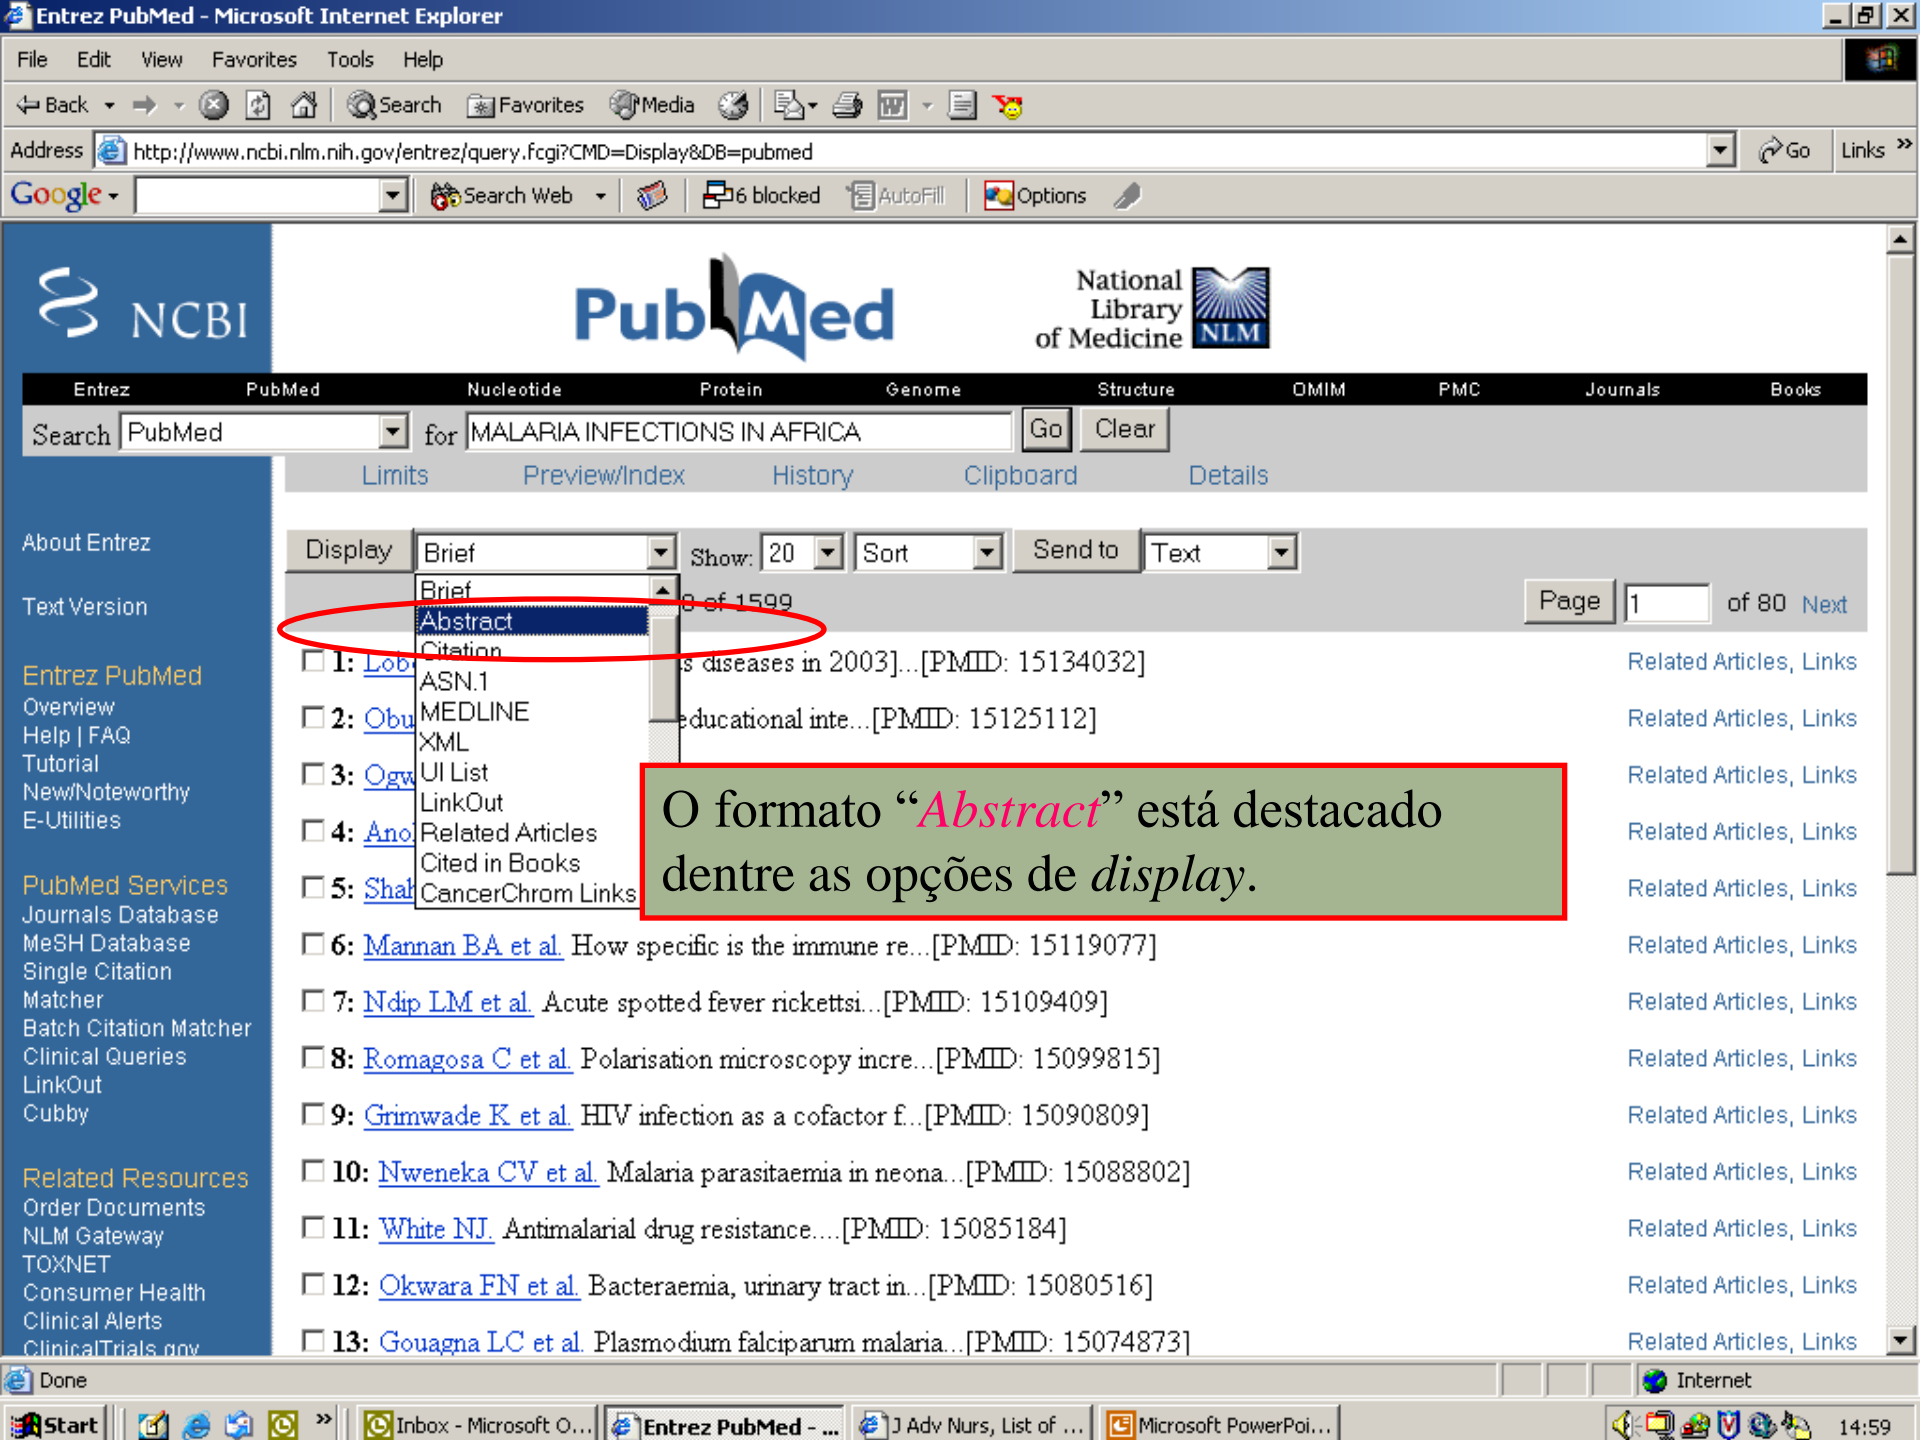 Entrez PubMed - Microsoft Internet Explorer
File Edit View Favorites Tools Help
Back Search Favorites Media
Address http://www.ncbi.nlm.nih.gov/entrez/query.fcgi?CMD=Display&DB=pubmed Go Links »
Google Search Web 6 blocked AutoFill Options
NCBI PubMed National Library of Medicine NLM
Entrez PubMed Nucleotide Protein Genome Structure OMIM PMC Journals Books
Search PubMed for MALARIA INFECTIONS IN AFRICA Go Clear
Limits Preview/Index History Clipboard Details
About Entrez
Text Version
Entrez PubMed
Overview
Help | FAQ
Tutorial
New/Noteworthy
E-Utilities
PubMed Services
Journals Database
MeSH Database
Single Citation
Matcher
Batch Citation Matcher
Clinical Queries
LinkOut
Cubby
Related Resources
Order Documents
NLM Gateway
TOXNET
Consumer Health
Clinical Alerts
ClinicalTrials.gov
Display Brief Show: 20 Sort Send to Text
of 1599 Page 1 of 80 Next
Brief
Abstract
Citation
ASN.1
MEDLINE
XML
UI List
LinkOut
Related Articles
Cited in Books
CancerChrom Links
1: diseases in 2003]...[PMID: 15134032] Related Articles, Links
2: educational inte...[PMID: 15125112] Related Articles, Links
3: Related Articles, Links
4: Related Articles, Links
5: Related Articles, Links
O formato “Abstract” está destacado
dentre as opções de display.
6: Mannan BA et al. How specific is the immune re...[PMID: 15119077] Related Articles, Links
7: Ndip LM et al. Acute spotted fever rickettsi...[PMID: 15109409] Related Articles, Links
8: Romagosa C et al. Polarisation microscopy incre...[PMID: 15099815] Related Articles, Links
9: Grimwade K et al. HIV infection as a cofactor f...[PMID: 15090809] Related Articles, Links
10: Nweneka CV et al. Malaria parasitaemia in neona...[PMID: 15088802] Related Articles, Links
11: White NJ. Antimalarial drug resistance....[PMID: 15085184] Related Articles, Links
12: Okwara FN et al. Bacteraemia, urinary tract in...[PMID: 15080516] Related Articles, Links
13: Gouagna LC et al. Plasmodium falciparum malaria...[PMID: 15074873] Related Articles, Links
Done Internet
Start » Inbox - Microsoft O... Entrez PubMed - ... J Adv Nurs, List of ... Microsoft PowerPoi... 14:59